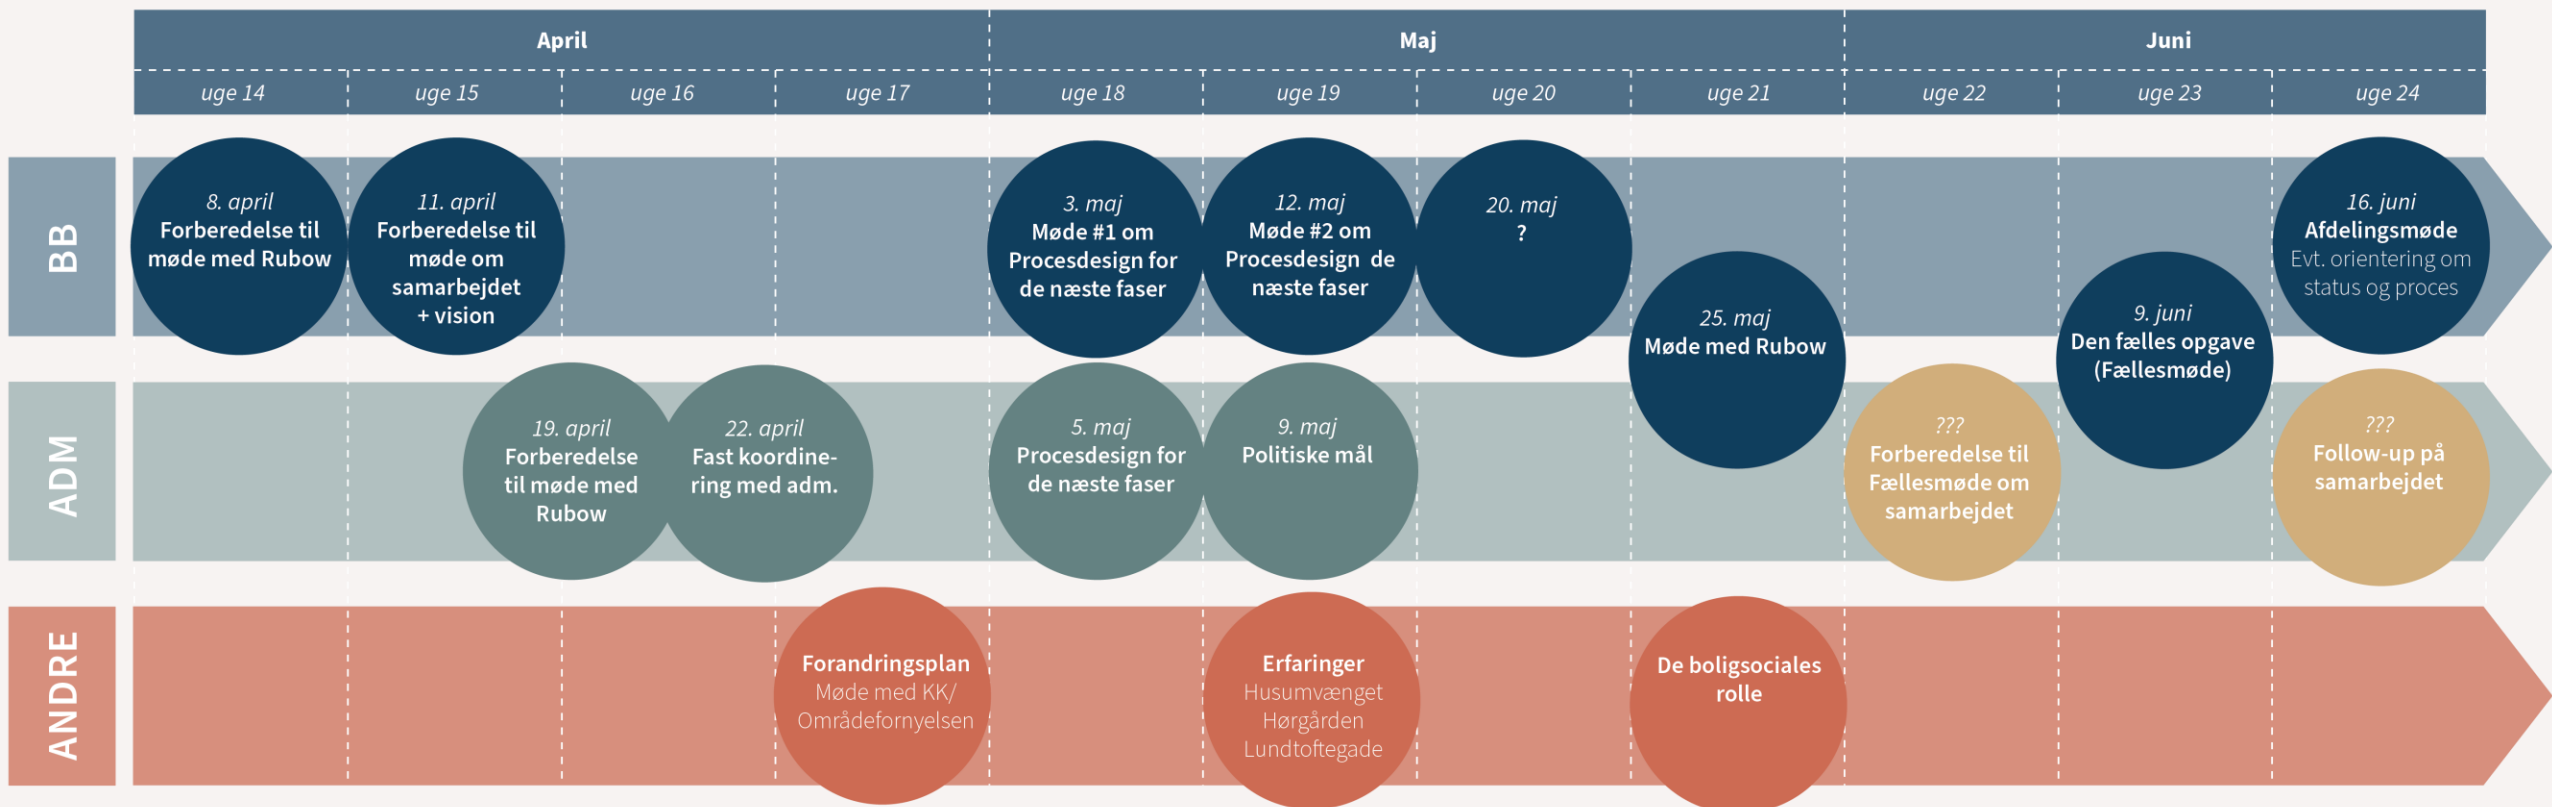 April
Maj
Juni
uge 14
uge 15
uge 16
uge 17
uge 18
uge 19
uge 20
uge 21
uge 22
uge 23
uge 24
BB
8. april
Forberedelse til
møde med Rubow
11. april
Forberedelse til
møde om
samarbejdet
+ vision
3. maj
Møde #1 om
Procesdesign for
de næste faser
12. maj
Møde #2 om
Procesdesign de
næste faser
20. maj
?
25. maj
Møde med Rubow
9. juni
Den fælles opgave
(Fællesmøde)
16. juni
Afdelingsmøde
Evt. orientering om
status og proces
ADM
19. april
Forberedelse
til møde med
Rubow
22. april
Fast koordine-
ring med adm.
5. maj
Procesdesign for
de næste faser
9. maj
Politiske mål
???
Forberedelse til
Fællesmøde om
samarbejdet
???
Follow-up på
samarbejdet
ANDRE
Forandringsplan
Møde med KK/
Områdefornyelsen
Erfaringer
Husumvænget
Hørgården
Lundtoftegade
De boligsociales
rolle